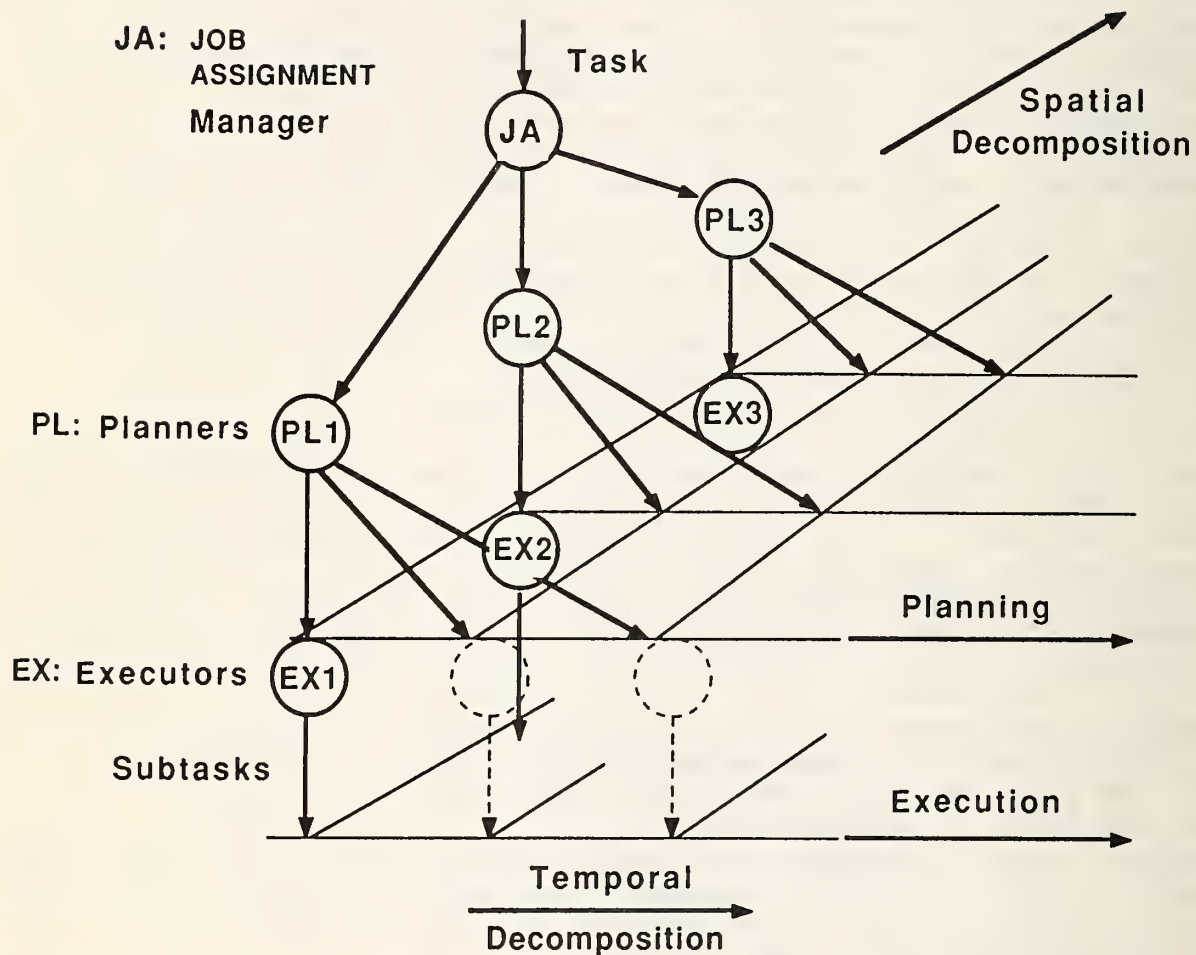 JA: JOB
ASSIGNMENT
Manager
Task
Spatial
Decomposition
JA
PL3
PL2
PL: Planners
PL1
EX3
EX2
Planning
EX: Executors
EX1
Subtasks
Execution
Temporal
Decomposition